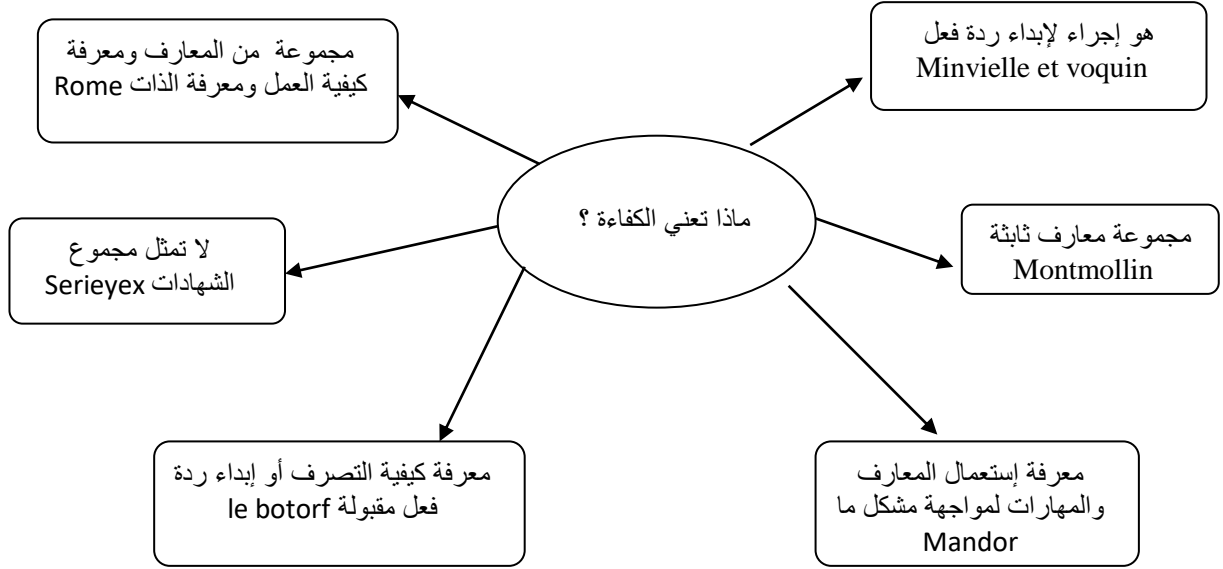 هو إجراء لإبداء ردة فعل
Minvielle et voquin
مجموعة من المعارف ومعرفة
كيفية العمل ومعرفة الذات Rome
ماذا تعني الكفاءة ؟
مجموعة معارف ثابثة
Montmollin
لا تمثل مجموع
الشهادات Serieyex
معرفة إستعمال المعارف
والمهارات لمواجهة مشكل ما
Mandor
معرفة كيفية التصرف أو إبداء ردة
فعل مقبولة le botorf